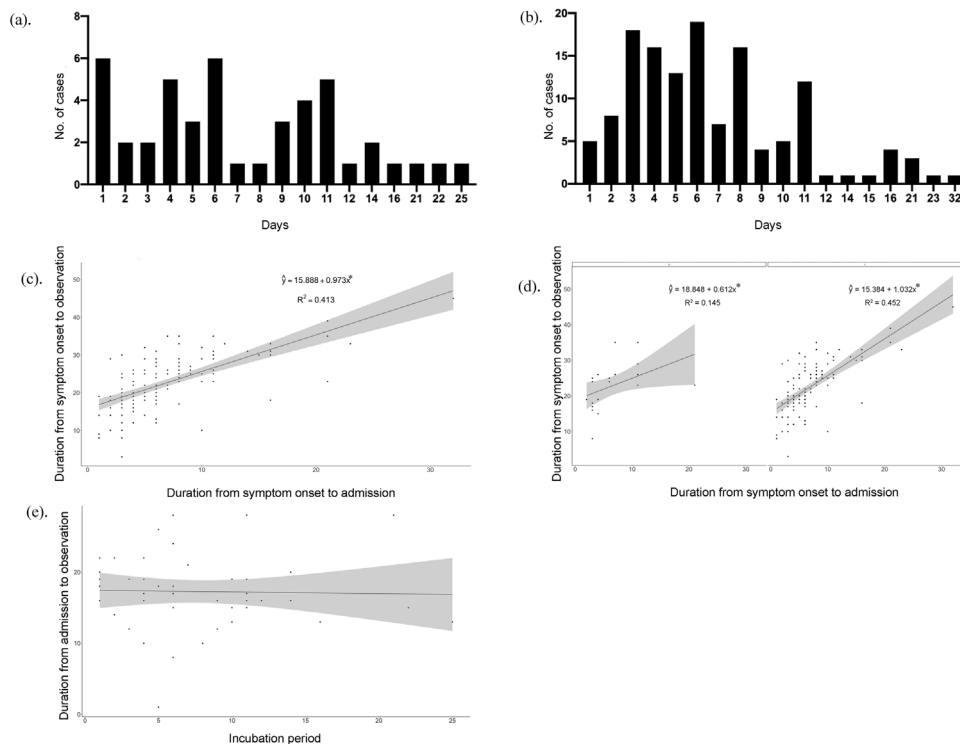 (a).
8
6
4
2
0
No. of cases
1 2 3 4 5 6 7 8 9 10 11 12 14 16 21 22 25
Days
(b).
20
15
10
5
0
No. of cases
1 2 3 4 5 6 7 8 9 10 11 12 14 15 16 21 23 32
Days
(c).
Duration from symptom onset to observation
50
40
30
20
10
ŷ = 15.888 + 0.973x*
R² = 0.413
0 10 20 30
Duration from symptom onset to admission
(d).
Duration from symptom onset to observation
50
40
30
20
10
ŷ = 18.848 + 0.612x*
R² = 0.145
ŷ = 15.384 + 1.032x*
R² = 0.452
0 10 20 30 0 10 20 30
Duration from symptom onset to admission
(e).
Duration from admission to observation
20
10
0
0 5 10 15 20 25
Incubation period